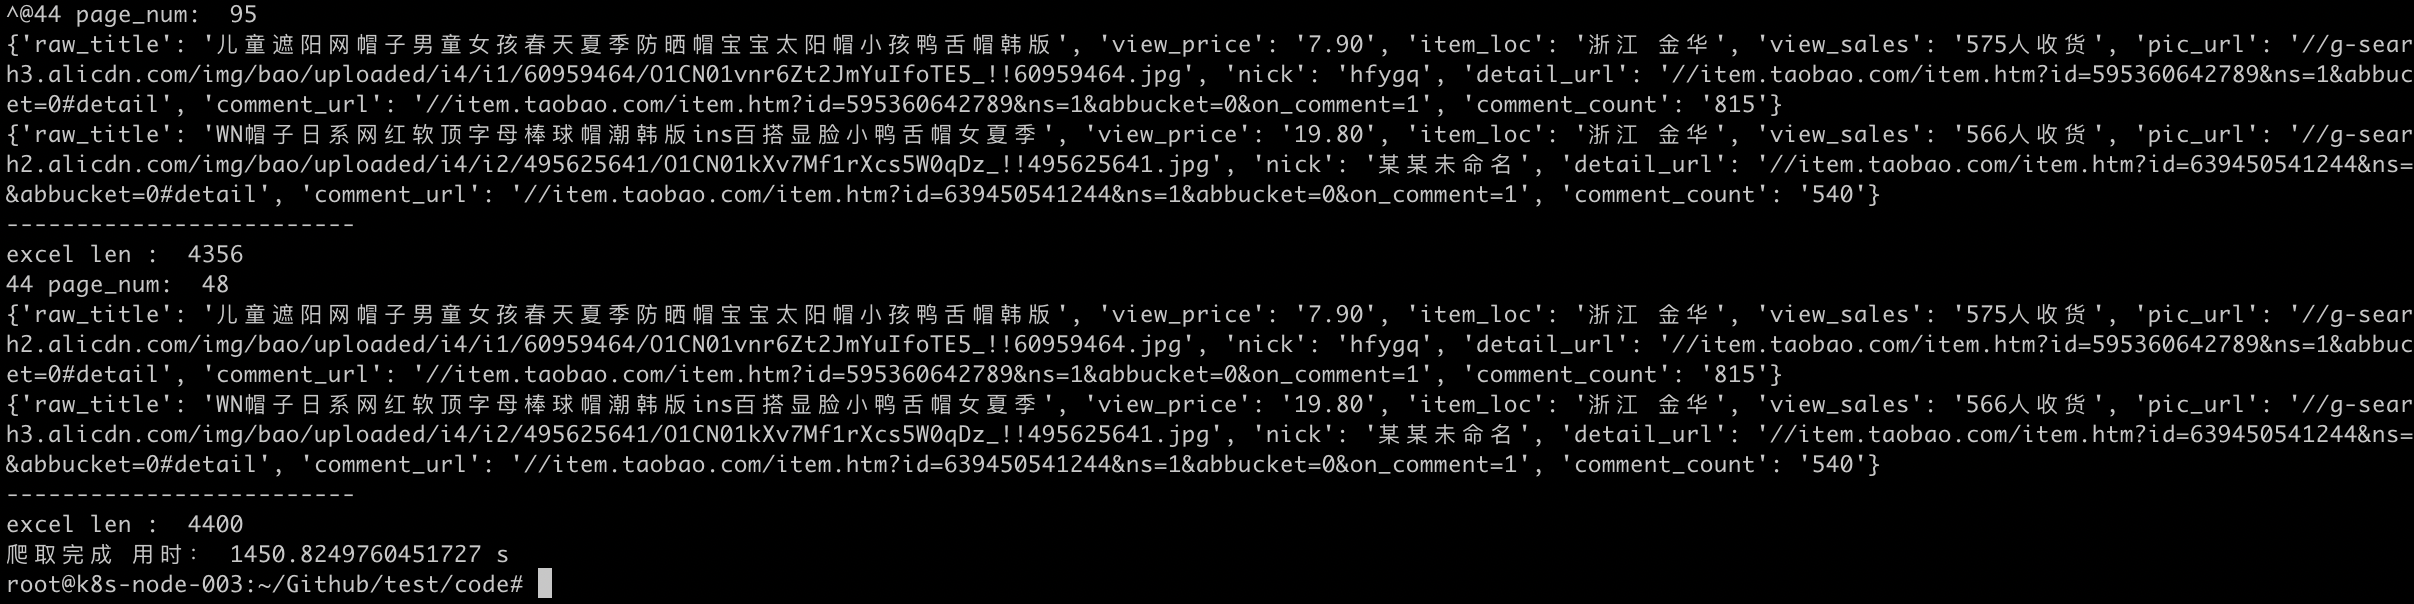 ^@44 page_num:  95
{'raw_title': '儿童遮阳网帽子男童女孩春天夏季防晒帽宝宝太阳帽小孩鸭舌帽韩版', 'view_price': '7.90', 'item_loc': '浙江 金华', 'view_sales': '575人收货', 'pic_url': '//g-sear
h3.alicdn.com/img/bao/uploaded/i4/i1/60959464/O1CN01vnr6Zt2JmYuIfoTE5_!!60959464.jpg', 'nick': 'hfygq', 'detail_url': '//item.taobao.com/item.htm?id=595360642789&ns=1&abbuc
et=0#detail', 'comment_url': '//item.taobao.com/item.htm?id=595360642789&ns=1&abbucket=0&on_comment=1', 'comment_count': '815'}
{'raw_title': 'WN帽子日系网红软顶字母棒球帽潮韩版ins百搭显脸小鸭舌帽女夏季', 'view_price': '19.80', 'item_loc': '浙江 金华', 'view_sales': '566人收货', 'pic_url': '//g-sear
h2.alicdn.com/img/bao/uploaded/i4/i2/495625641/O1CN01kXv7Mf1rXcs5W0qDz_!!495625641.jpg', 'nick': '某某未命名', 'detail_url': '//item.taobao.com/item.htm?id=639450541244&ns=
&abbucket=0#detail', 'comment_url': '//item.taobao.com/item.htm?id=639450541244&ns=1&abbucket=0&on_comment=1', 'comment_count': '540'}
-------------------------
excel len :  4356
44 page_num:  48
{'raw_title': '儿童遮阳网帽子男童女孩春天夏季防晒帽宝宝太阳帽小孩鸭舌帽韩版', 'view_price': '7.90', 'item_loc': '浙江 金华', 'view_sales': '575人收货', 'pic_url': '//g-sear
h2.alicdn.com/img/bao/uploaded/i4/i1/60959464/O1CN01vnr6Zt2JmYuIfoTE5_!!60959464.jpg', 'nick': 'hfygq', 'detail_url': '//item.taobao.com/item.htm?id=595360642789&ns=1&abbuc
et=0#detail', 'comment_url': '//item.taobao.com/item.htm?id=595360642789&ns=1&abbucket=0&on_comment=1', 'comment_count': '815'}
{'raw_title': 'WN帽子日系网红软顶字母棒球帽潮韩版ins百搭显脸小鸭舌帽女夏季', 'view_price': '19.80', 'item_loc': '浙江 金华', 'view_sales': '566人收货', 'pic_url': '//g-sear
h3.alicdn.com/img/bao/uploaded/i4/i2/495625641/O1CN01kXv7Mf1rXcs5W0qDz_!!495625641.jpg', 'nick': '某某未命名', 'detail_url': '//item.taobao.com/item.htm?id=639450541244&ns=
&abbucket=0#detail', 'comment_url': '//item.taobao.com/item.htm?id=639450541244&ns=1&abbucket=0&on_comment=1', 'comment_count': '540'}
-------------------------
excel len :  4400
爬取完成 用时:  1450.8249760451727 s
root@k8s-node-003:~/Github/test/code#